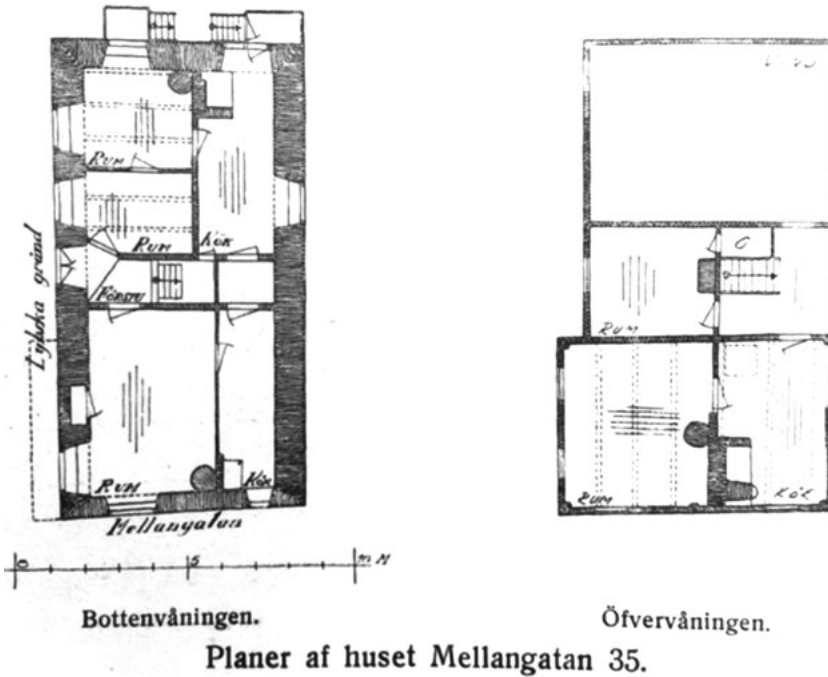 RUM
RUM
KÖK
FÖRSTU
RUM
KÖK
Lybska gränd
Mellangatan
0 5 10 M
Bottenvåningen.
G
RUM
RUM
KÖK
Öfvervåningen.
Planer af huset Mellangatan 35.